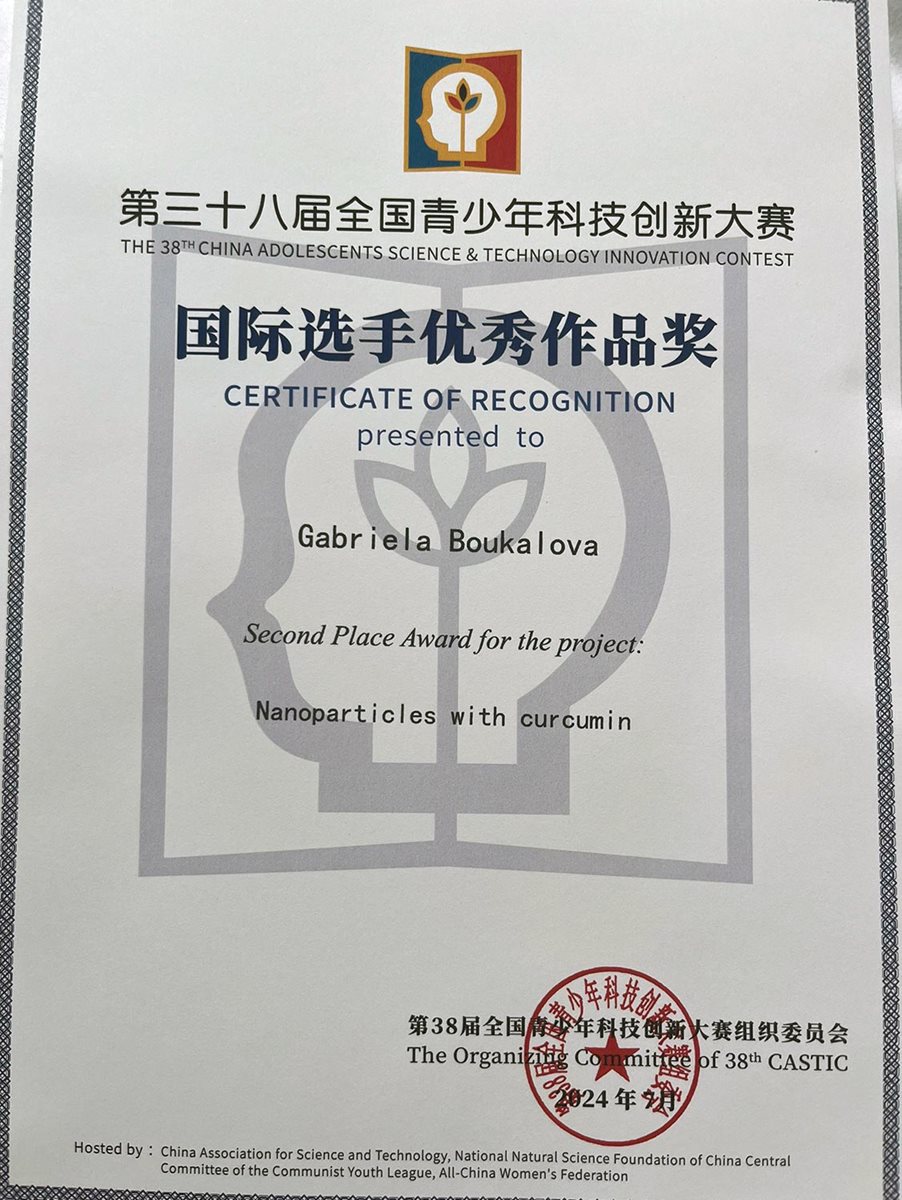 第三十八届全国青少年科技创新大赛
THE 38TH CHINA ADOLESCENTS SCIENCE & TECHNOLOGY INNOVATION CONTEST
国际选手优秀作品奖
CERTIFICATE OF RECOGNITION
presented to
Gabriela Boukalova
Second Place Award for the project:
Nanoparticles with curcumin
第38届全国青少年科技创新大赛组织委员会
The Organizing Committee of 38th CASTIC
2024 年 7月
Hosted by : China Association for Science and Technology, National Natural Science Foundation of China Central
Committee of the Communist Youth League, All-China Women's Federation